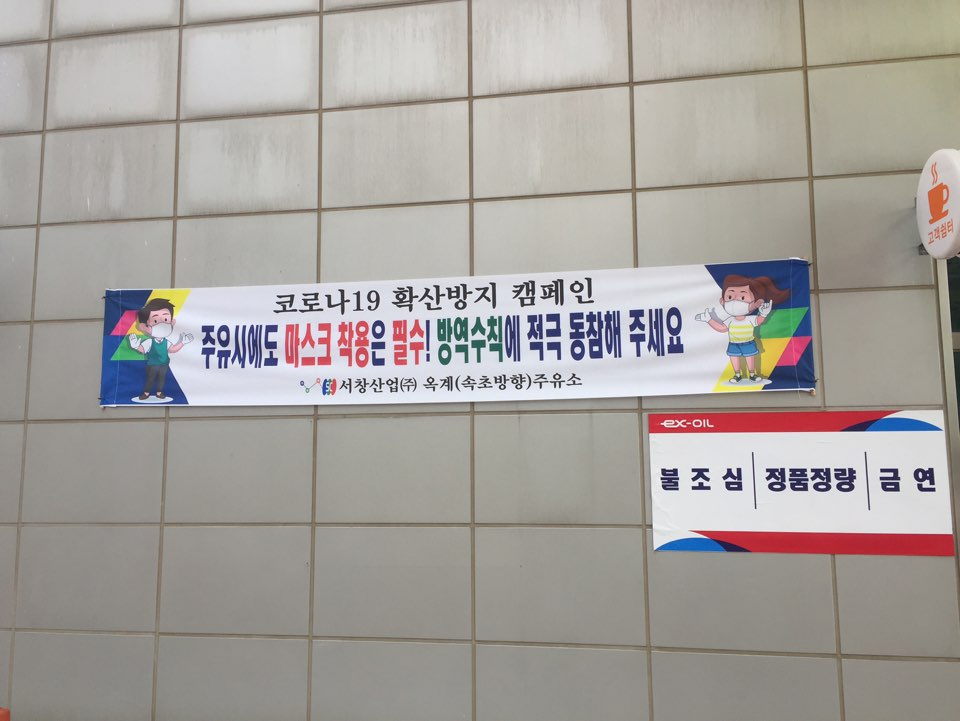 코로나19 확산방지 캠페인
주유시에도 마스크 착용은 필수! 방역수칙에 적극 동참해 주세요
서창산업㈜ 옥계(속초방향)주유소
고객쉼터
ex-OIL
불조심 정품정량 금연